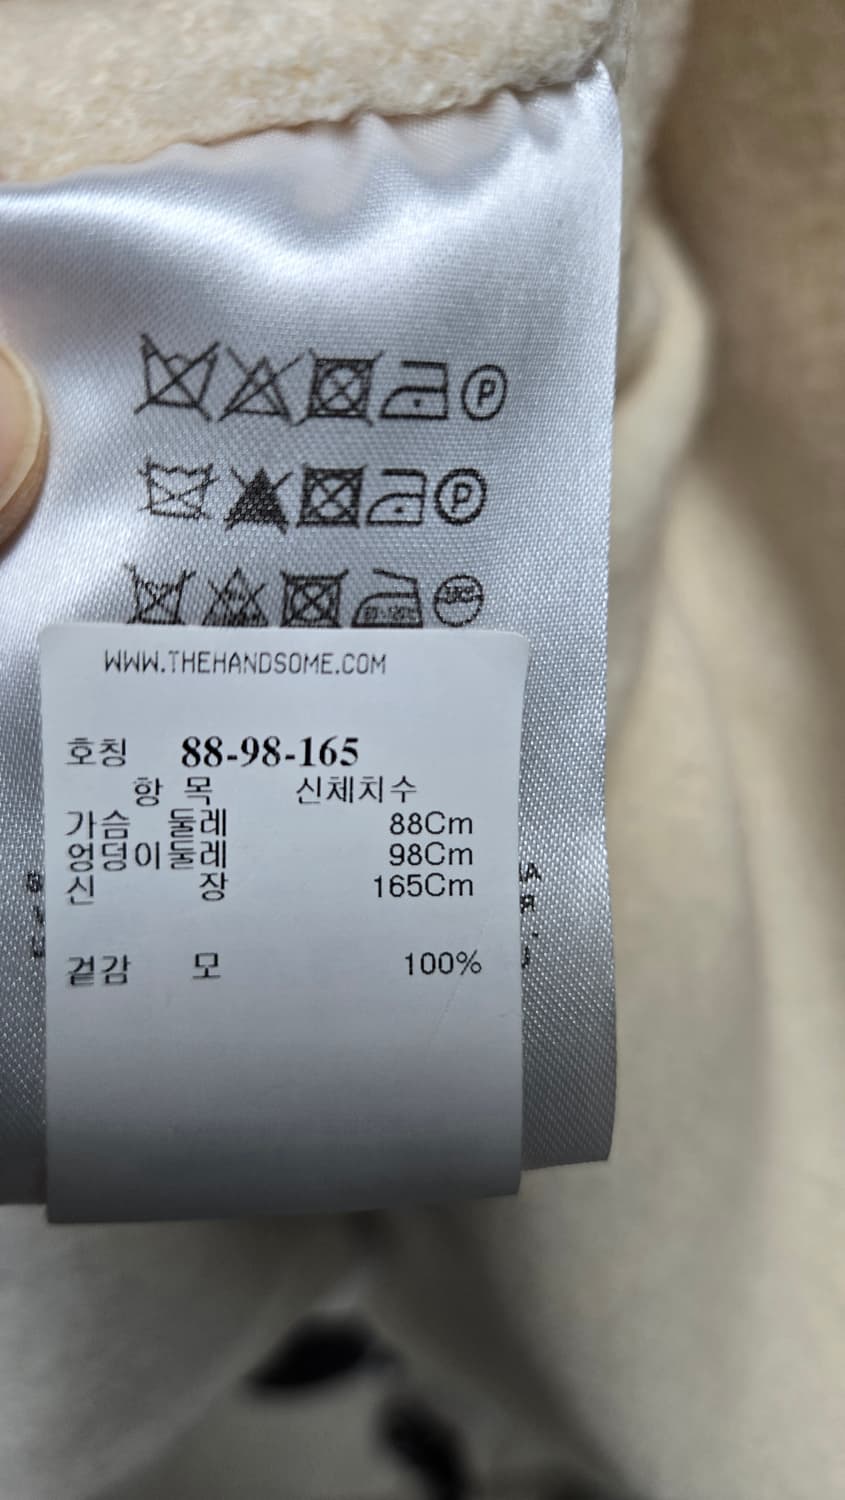 P
P
WWW.THEHANDSOME.COM
호칭 88-98-165
항 목 신체치수
가슴 둘레 88Cm
엉덩이둘레 98Cm
신 장 165Cm
겉감 모 100%